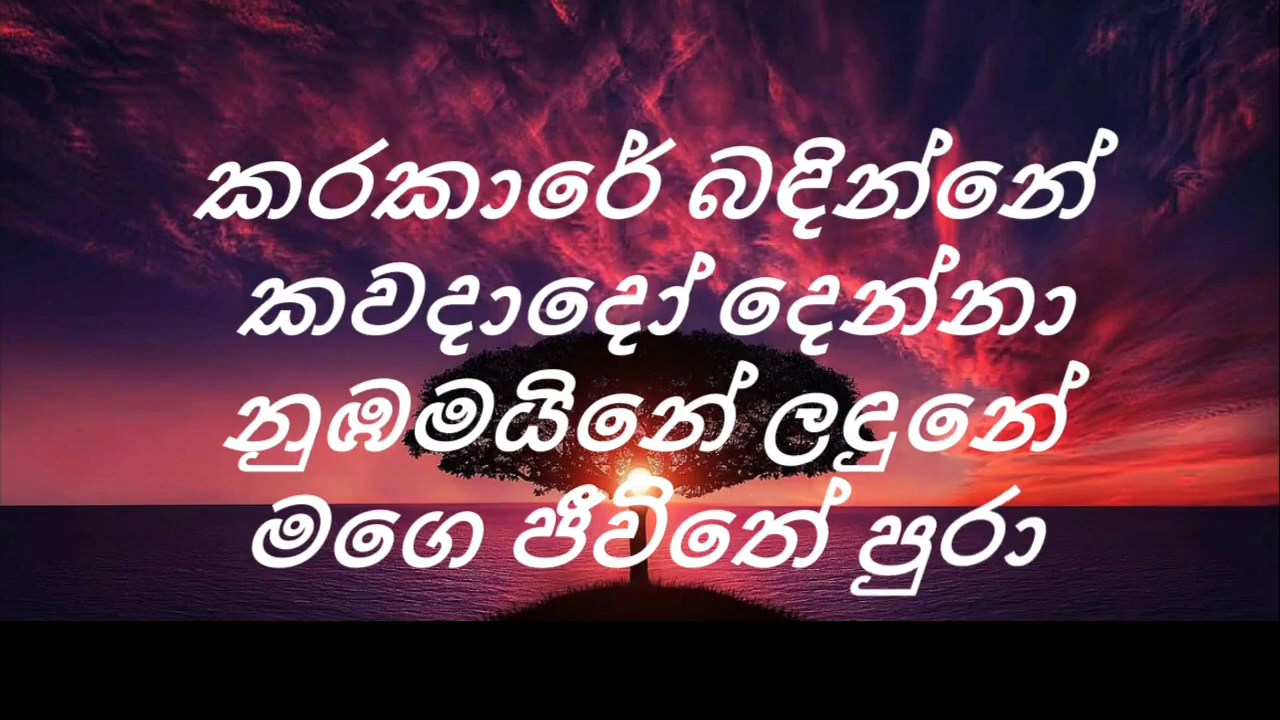 කරකාරේ බඳින්නේ
කවදාදෝ දෙන්නා
නුඹමයිනේ ලඳුනේ
මගෙ ජීවිතේ පුරා